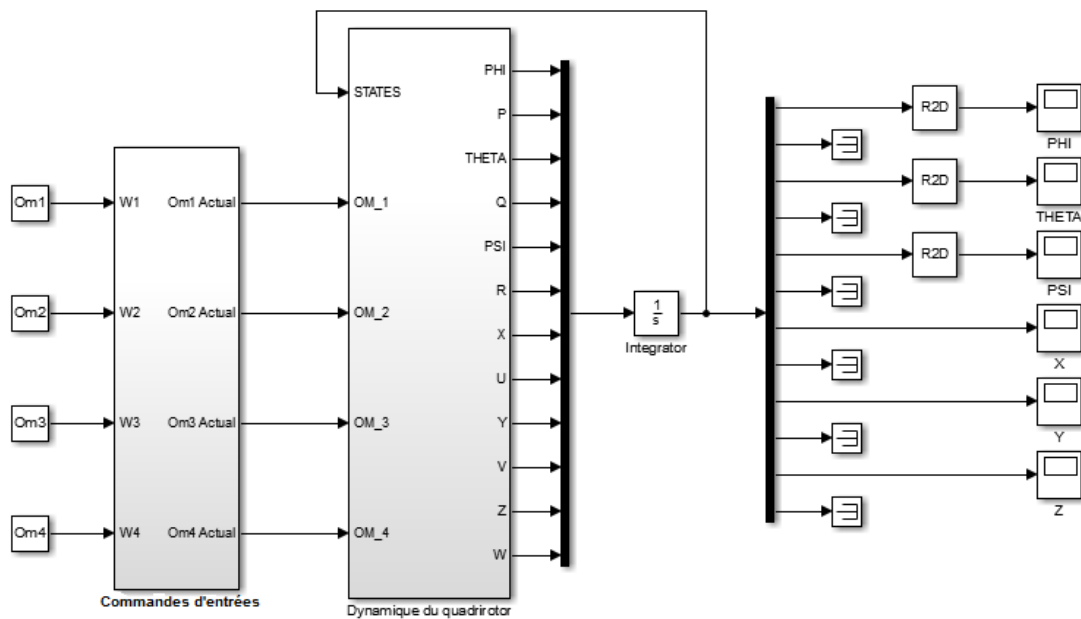 Om1
Om2
Om3
Om4
W1
Om1 Actual
W2
Om2 Actual
W3
Om3 Actual
W4
Om4 Actual
Commandes d'entrées
STATES
OM_1
OM_2
OM_3
OM_4
PHI
P
THETA
Q
PSI
R
X
U
Y
V
Z
W
Dynamique du quadrirotor
1
s
Integrator
R2D
R2D
R2D
PHI
THETA
PSI
X
Y
Z